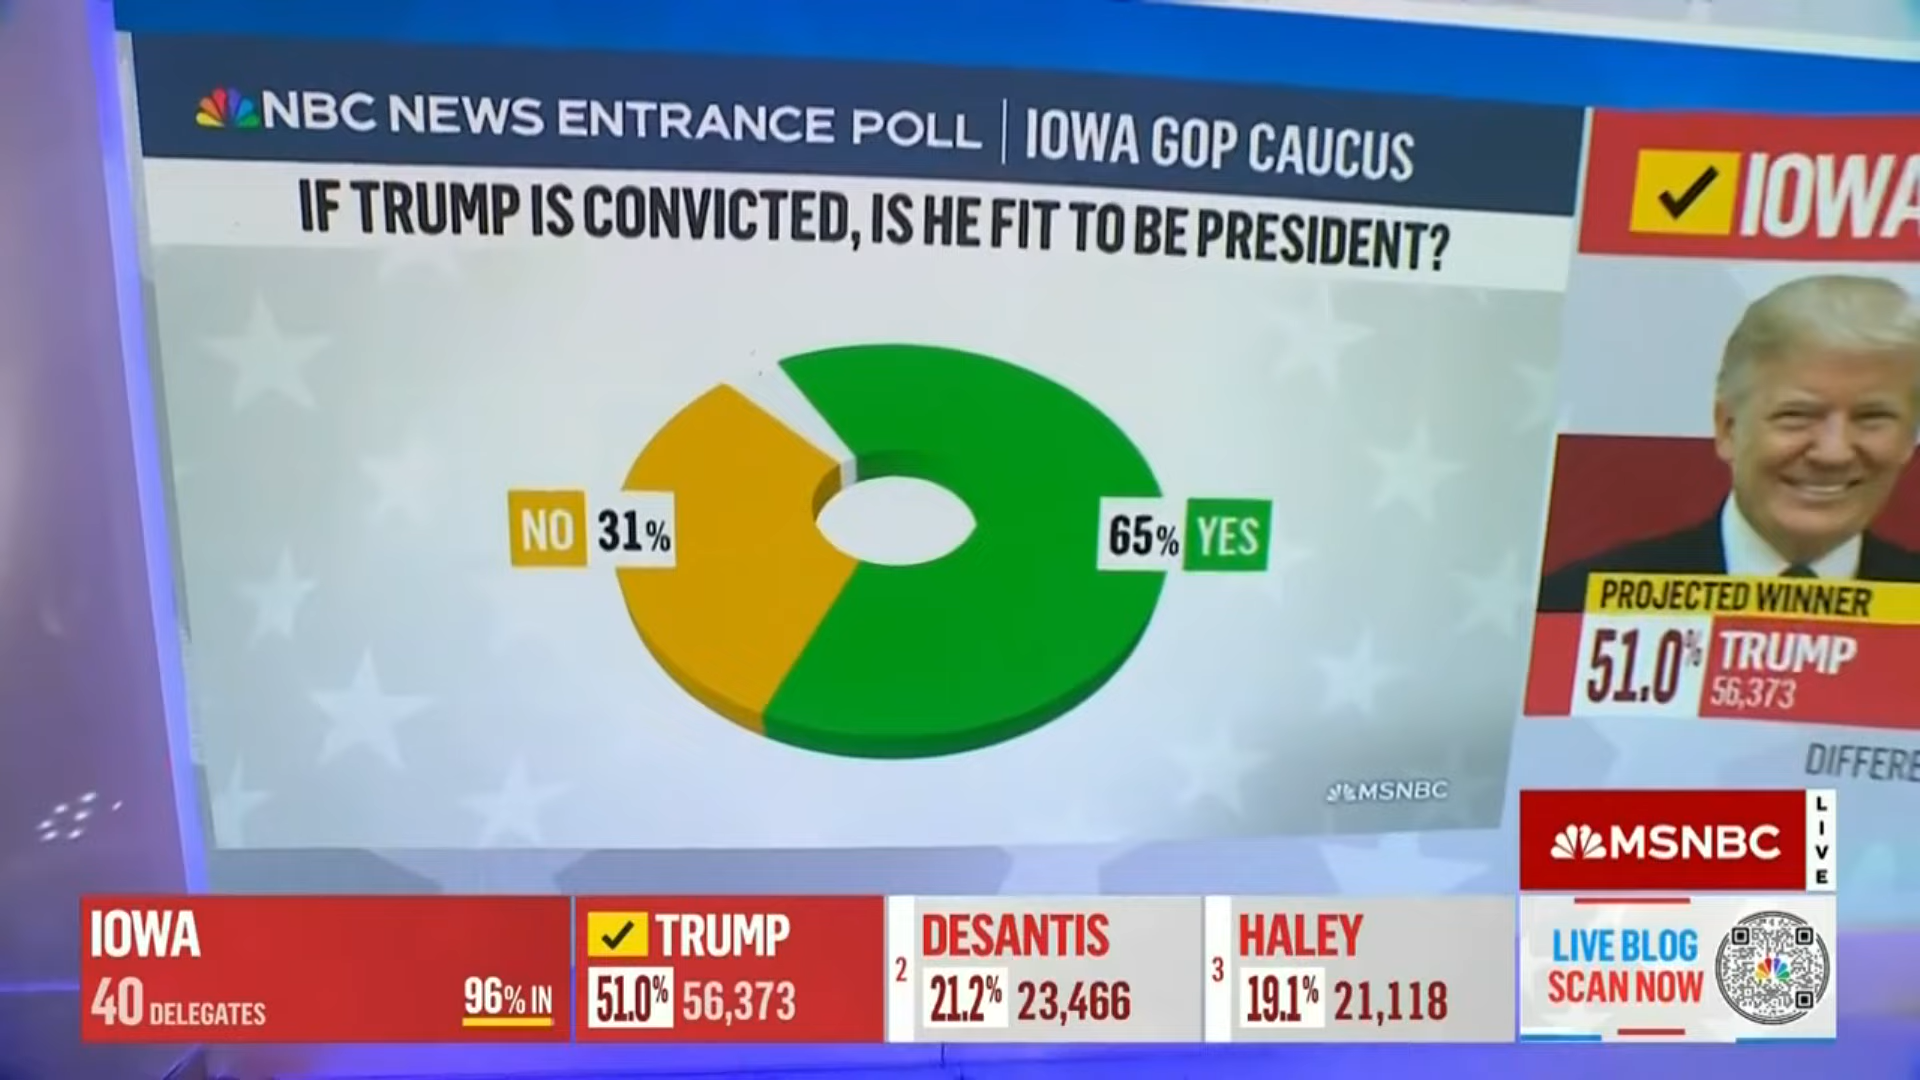 NBC NEWS ENTRANCE POLL | IOWA GOP CAUCUS
IF TRUMP IS CONVICTED, IS HE FIT TO BE PRESIDENT?
NO 31%
65% YES
MSNBC
IOWA
PROJECTED WINNER
51.0% TRUMP
56,373
DIFFERE
MSNBC
LIVE
IOWA
40 DELEGATES
96% IN
TRUMP
51.0% 56,373
2 DESANTIS
21.2% 23,466
3 HALEY
19.1% 21,118
LIVE BLOG
SCAN NOW